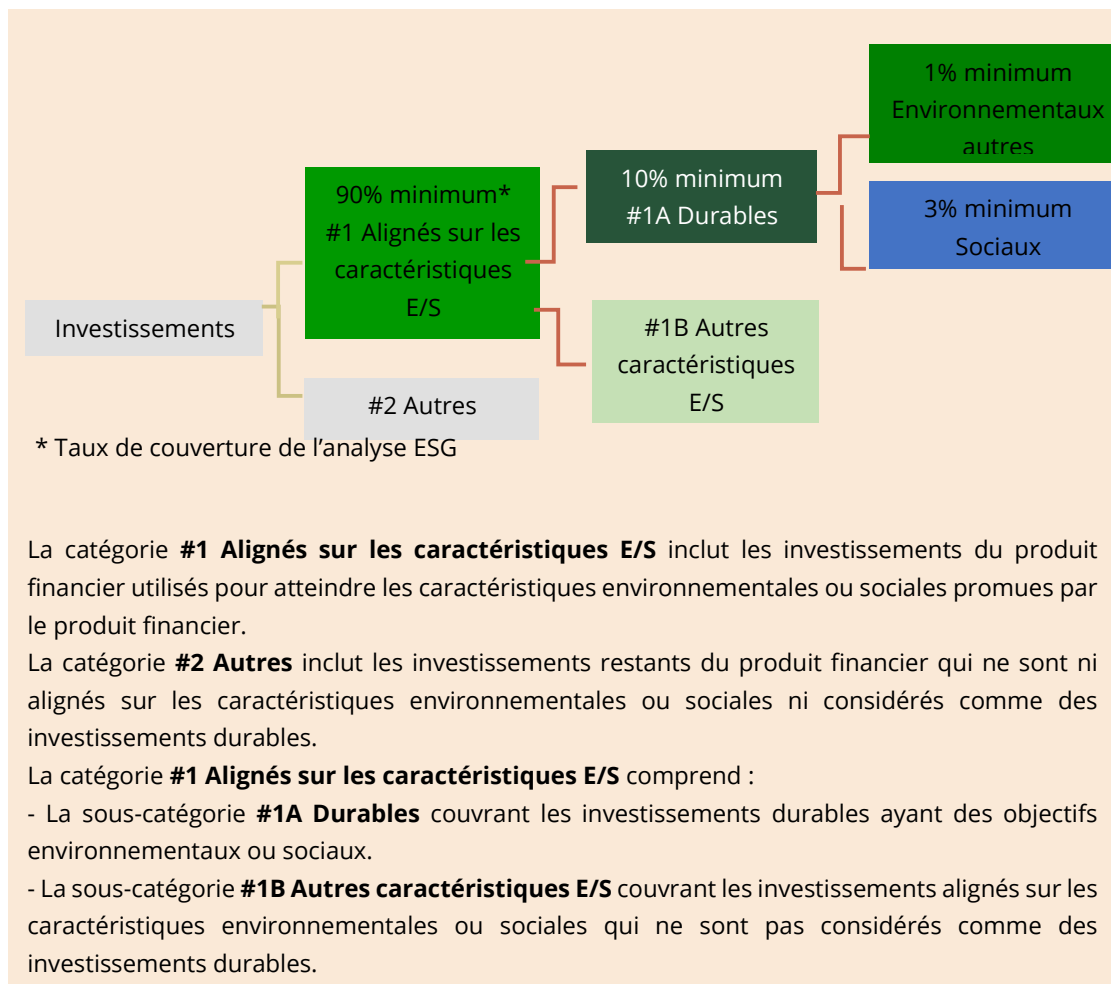 1% minimum
Environnementaux
autres
90% minimum*
#1 Alignés sur les
caractéristiques
E/S
10% minimum
#1A Durables
3% minimum
Sociaux
Investissements
#1B Autres
caractéristiques
E/S
#2 Autres
* Taux de couverture de l’analyse ESG
La catégorie #1 Alignés sur les caractéristiques E/S inclut les investissements du produit
financier utilisés pour atteindre les caractéristiques environnementales ou sociales promues par
le produit financier.
La catégorie #2 Autres inclut les investissements restants du produit financier qui ne sont ni
alignés sur les caractéristiques environnementales ou sociales ni considérés comme des
investissements durables.
La catégorie #1 Alignés sur les caractéristiques E/S comprend :
- La sous-catégorie #1A Durables couvrant les investissements durables ayant des objectifs
environnementaux ou sociaux.
- La sous-catégorie #1B Autres caractéristiques E/S couvrant les investissements alignés sur les
caractéristiques environnementales ou sociales qui ne sont pas considérés comme des
investissements durables.